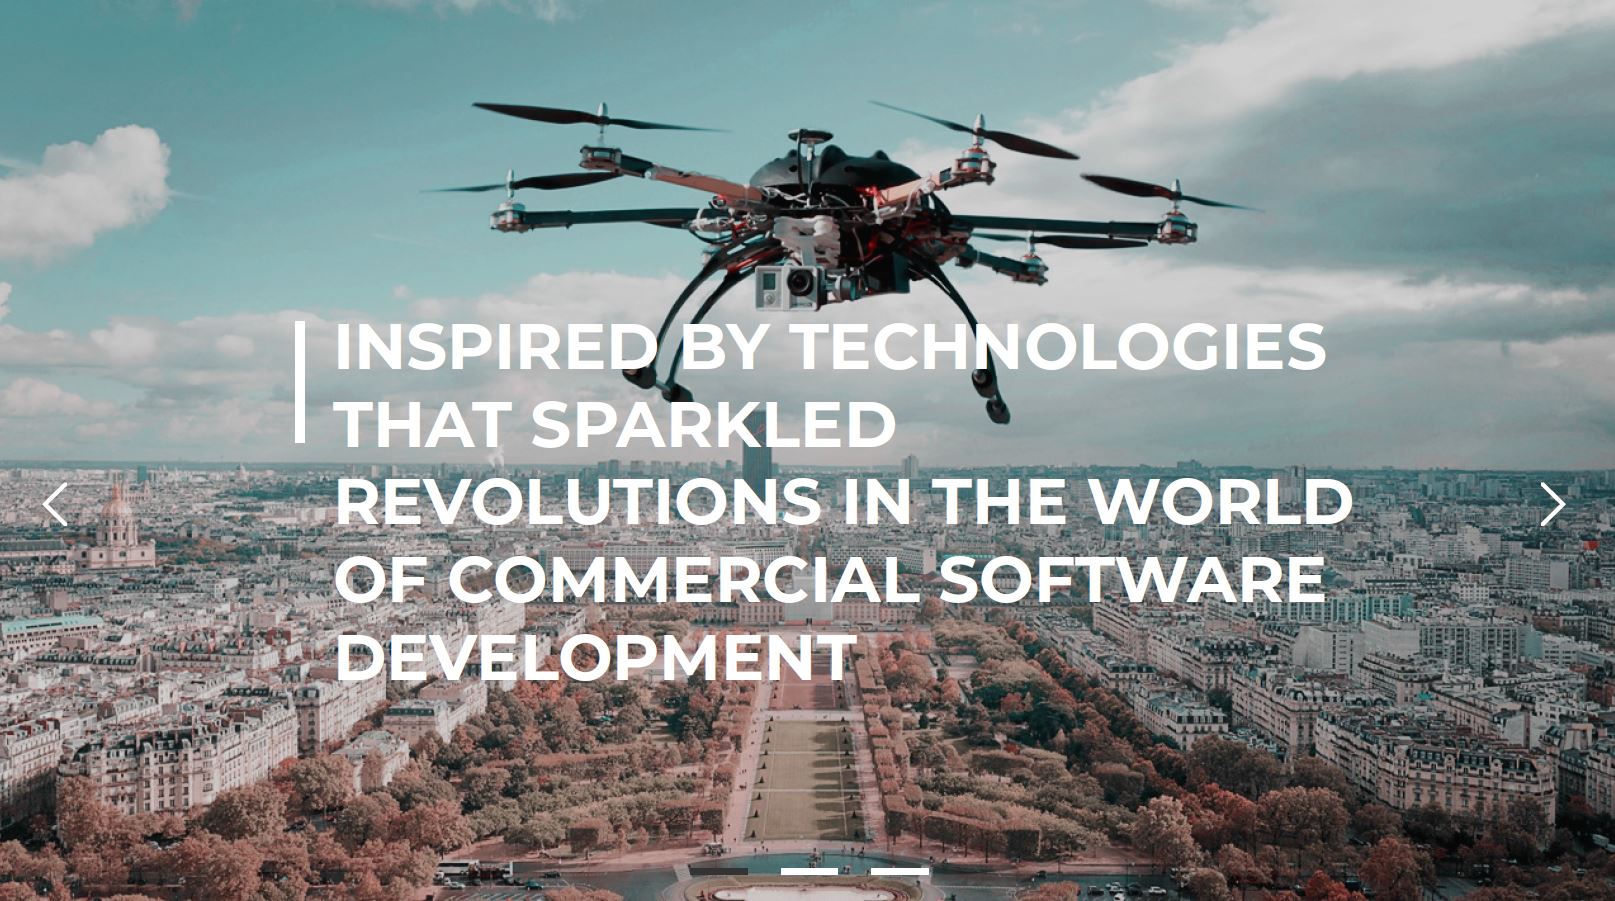 INSPIRED BY TECHNOLOGIES
THAT SPARKLED
REVOLUTIONS IN THE WORLD
OF COMMERCIAL SOFTWARE
DEVELOPMENT